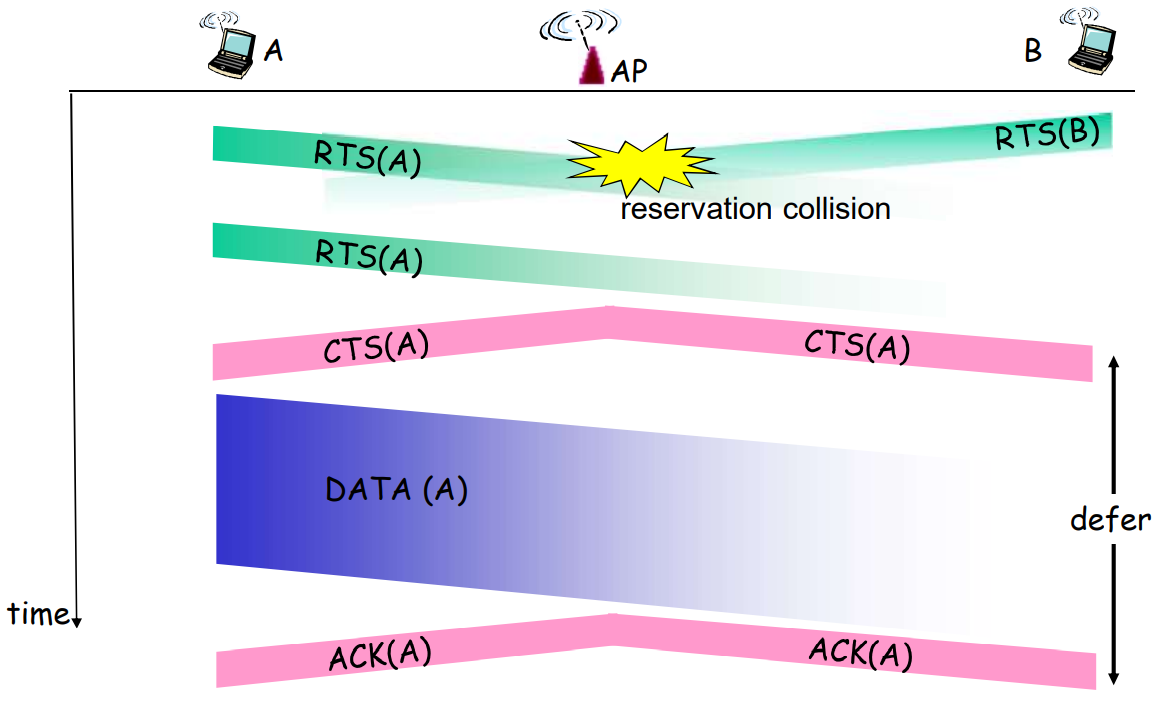 A
AP
B
RTS(A)
RTS(B)
reservation collision
RTS(A)
CTS(A)
CTS(A)
DATA (A)
defer
time
ACK(A)
ACK(A)